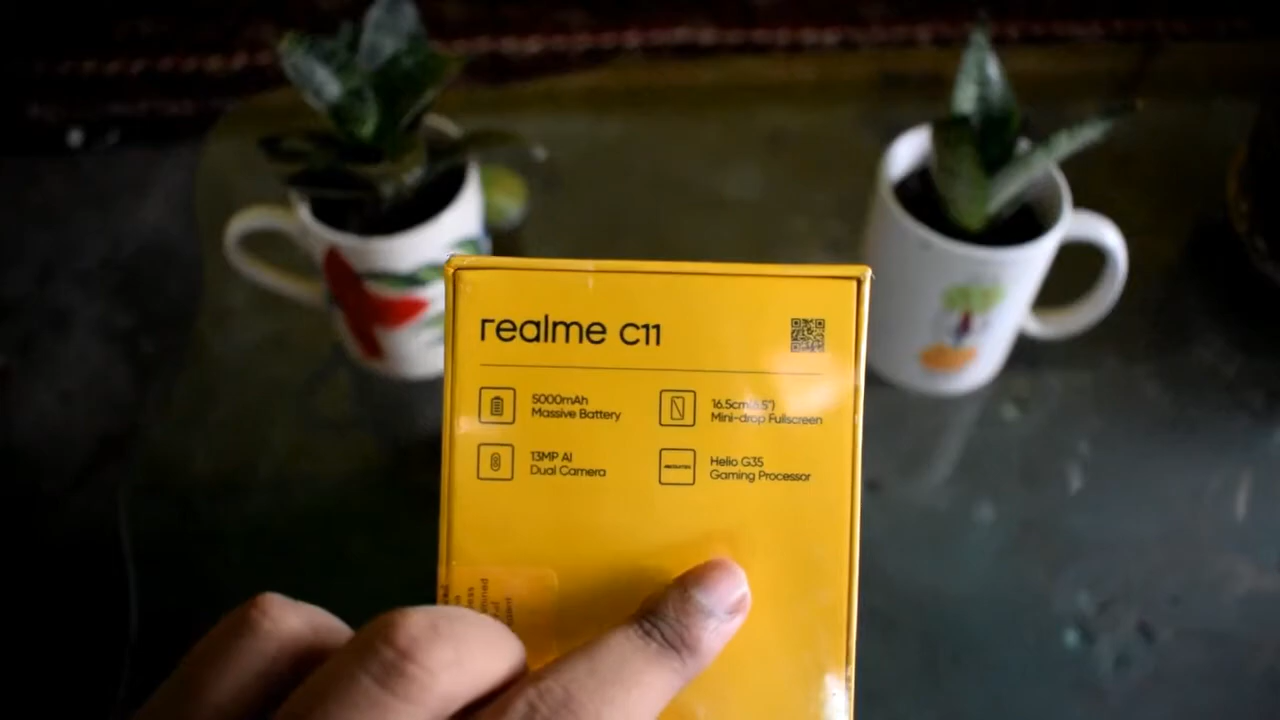 realme C11
5000mAh
Massive Battery
16.5cm(6.5")
Mini-drop Fullscreen
13MP AI
Dual Camera
MEDIATEK
Helio G35
Gaming Processor